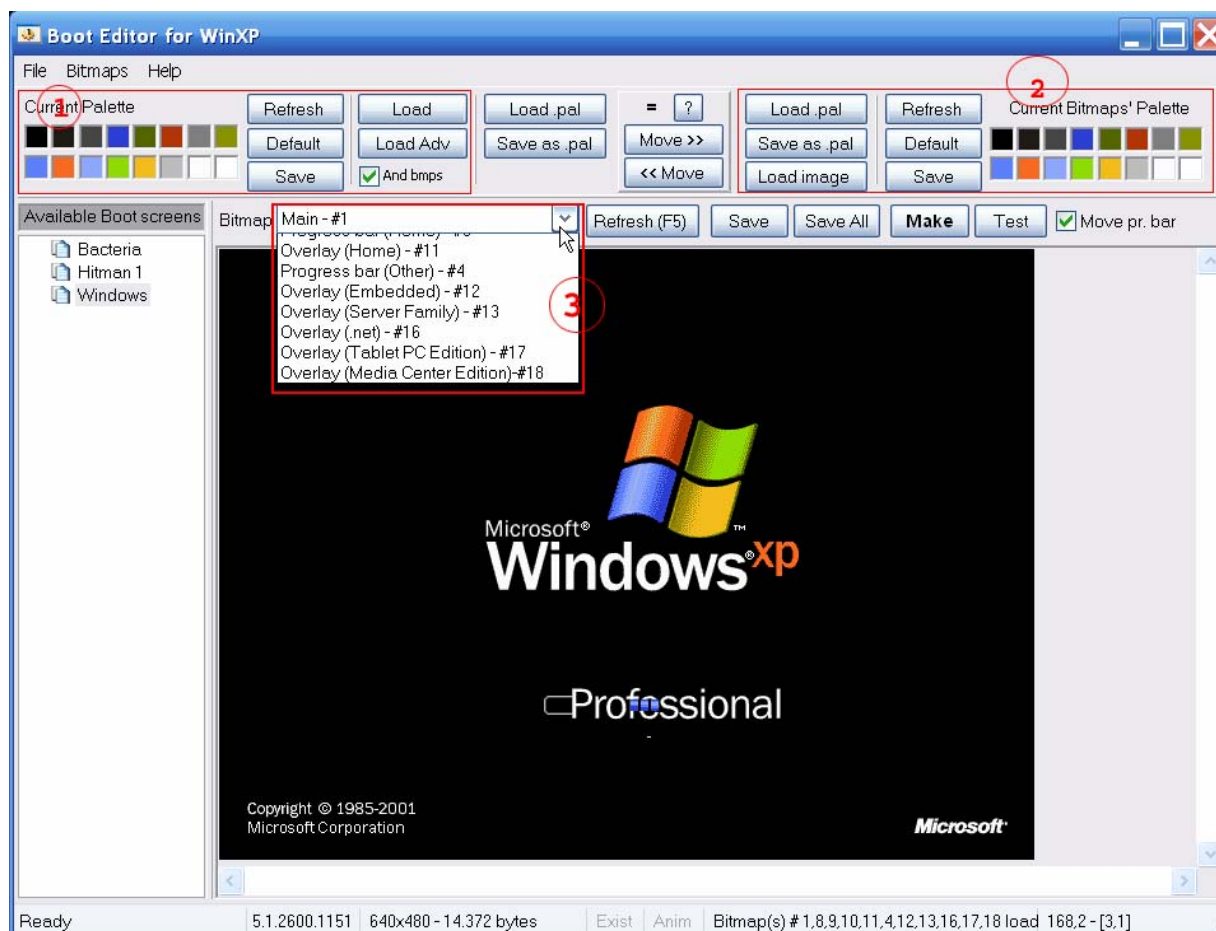 Boot Editor for WinXP
File Bitmaps Help
1
2
Current Palette
Refresh
Load
Load .pal
= ?
Load .pal
Refresh
Current Bitmaps' Palette
Default
Load Adv
Save as .pal
Move >>
Save as .pal
Default
Save
And bmps
<< Move
Load image
Save
Available Boot screens
Bitmap
Main - #1
Refresh (F5)
Save
Save All
Make
Test
Move pr. bar
Bacteria
Hitman 1
Windows
Progress bar (Home) -
Overlay (Home) - #11
Progress bar (Other) - #4
Overlay (Embedded) - #12
Overlay (Server Family) - #13
Overlay (.net) - #16
Overlay (Tablet PC Edition) - #17
Overlay (Media Center Edition)-#18
3
Microsoft®
Windows®xp
™
Professional
Copyright © 1985-2001
Microsoft Corporation
Microsoft
Ready
5.1.2600.1151
640x480 - 14.372 bytes
Exist
Anim
Bitmap(s) # 1,8,9,10,11,4,12,13,16,17,18 load
168,2 - [3,1]